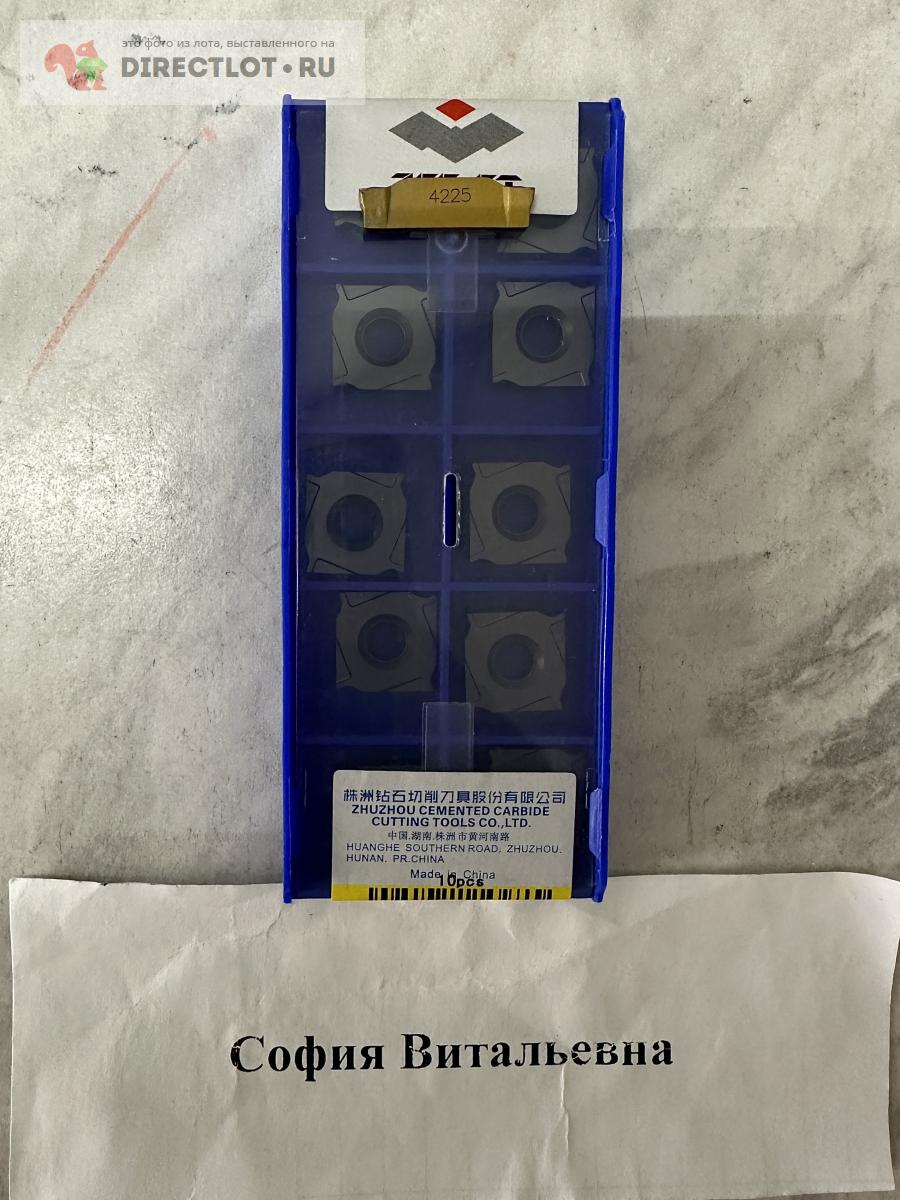 это фото из лота, выставленного на
DIRECTLOT.RU
4225
株洲钻石切削刀具股份有限公司
ZHUZHOU CEMENTED CARBIDE
CUTTING TOOLS CO.,LTD.
中国.湖南.株洲市黄河南路
HUANGHE SOUTHERN ROAD, ZHUZHOU.
HUNAN. PR.CHINA
Made in China
10pcs
София Витальевна